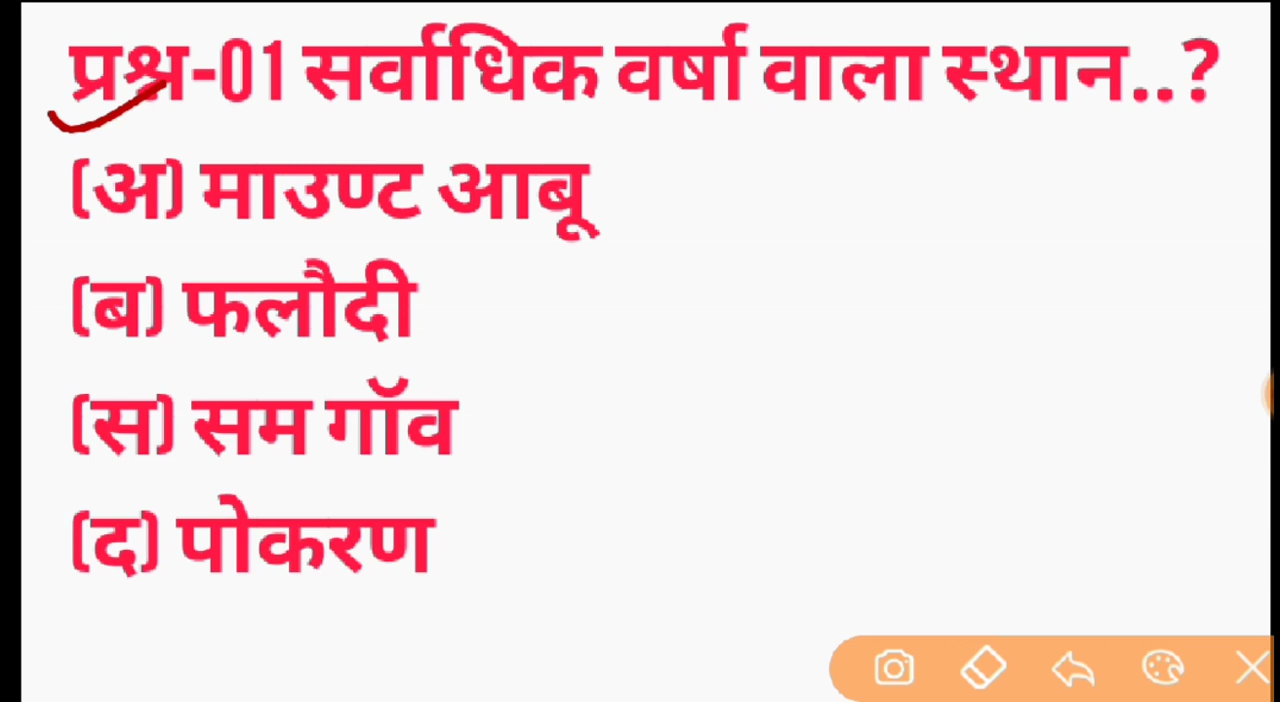 प्रश्न-01 सर्वाधिक वर्षा वाला स्थान..?
(अ) माउण्ट आबू
(ब) फलौदी
(स) सम गॉव
(द) पोकरण